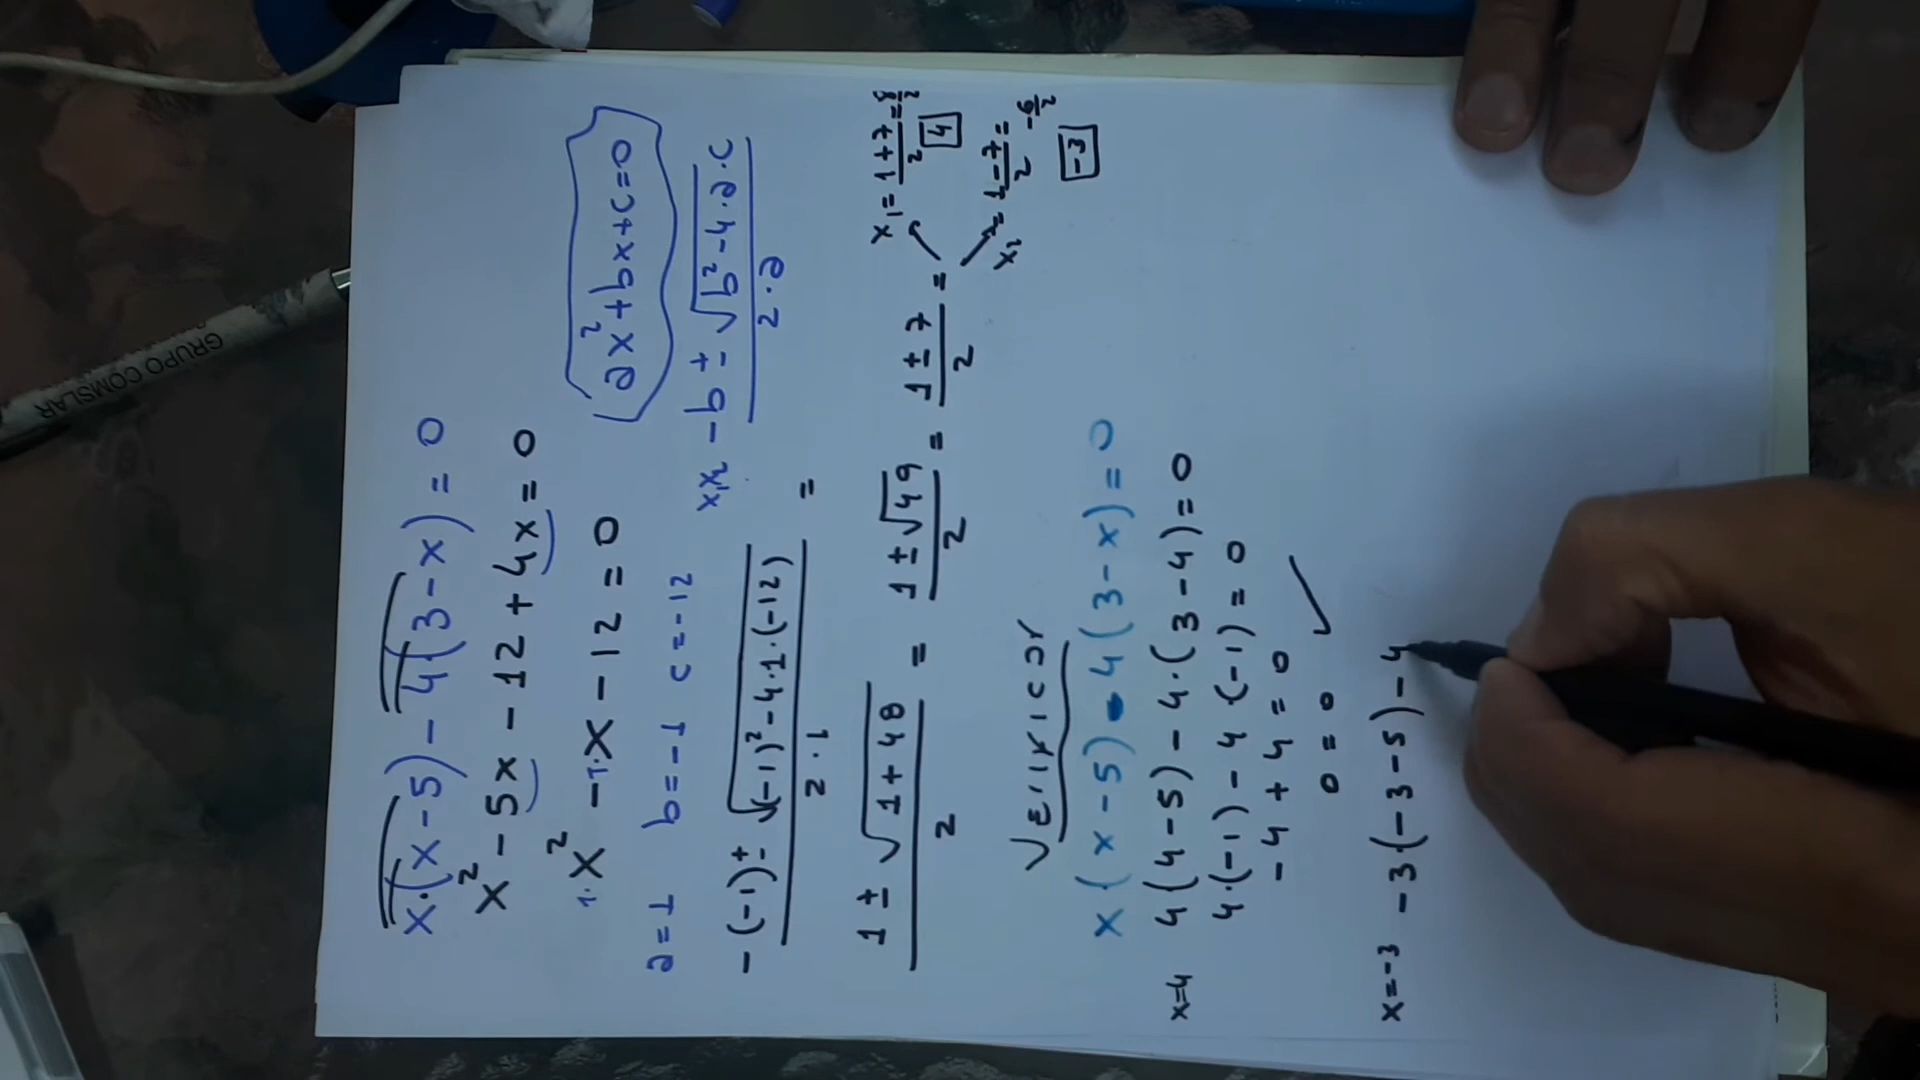 x·(x-5)-4(3-x)=0
x²-5x-12+4x=0
1·x²-1·x-12=0
ax²+bx+c=0
a=1 b=-1 c=-12
x₁x₂ -b±√b²-4·a·c
2·a
-(-1)±√(-1)²-4·1·(-12) =
2·1
1±√1+48 = 1±√49 = 1±7 =
2 2 2
x₁=1+7=8
2 2
4
x₂=1-7=-6
2 2
-3
Verificar
x(x-5)-4(3-x)=0
x=4 4(4-5)-4·(3-4)=0
4·(-1)-4(-1)=0
-4+4=0
0=0
x=-3 -3(-3-5)-4
GRUPO COMSLAR